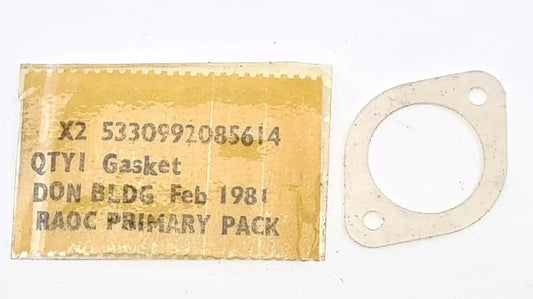 X2 5330992085614
QTY1 Gasket
DON BLDG Feb 1981
RAOC PRIMARY PACK